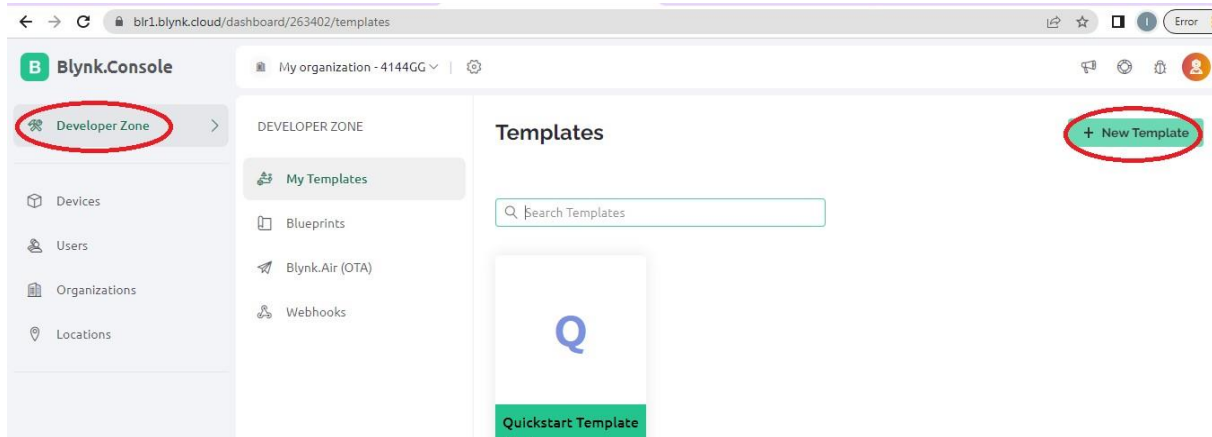 blr1.blynk.cloud/dashboard/263402/templates
Error
B Blynk.Console
My organization - 4144GG
Developer Zone
DEVELOPER ZONE
Templates
+ New Template
My Templates
Devices
Search Templates
Blueprints
Users
Blynk.Air (OTA)
Organizations
Webhooks
Locations
Q
Quickstart Template